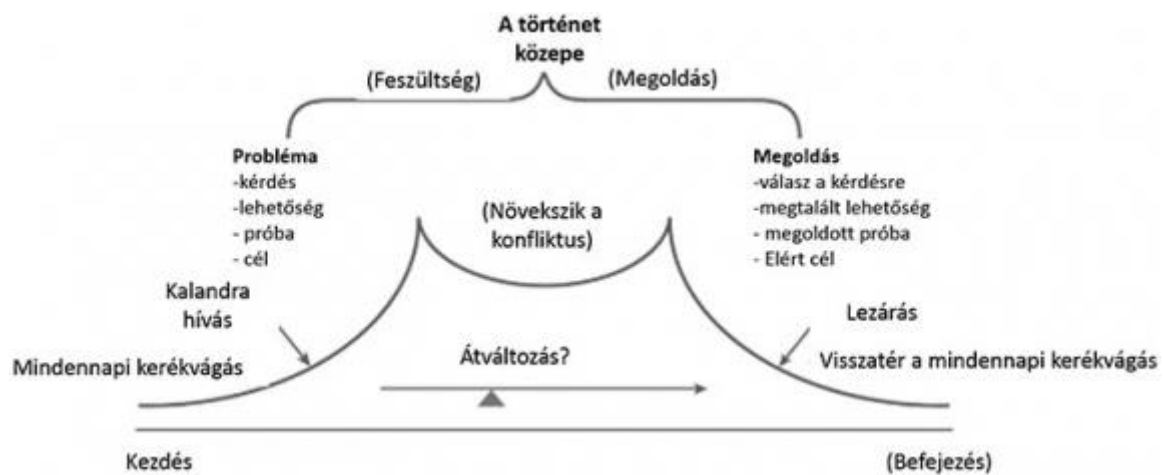 A történet
közepe
(Feszültség)
(Megoldás)
Probléma
-kérdés
-lehetőség
- próba
- cél
(Növekszik a
konfliktus)
Megoldás
-válasz a kérdésre
-megtalált lehetőség
- megoldott próba
- Elért cél
Kalandra
hívás
Lezárás
Mindennapi kerékvágás
Átváltozás?
Visszatér a mindennapi kerékvágás
Kezdés
(Befejezés)